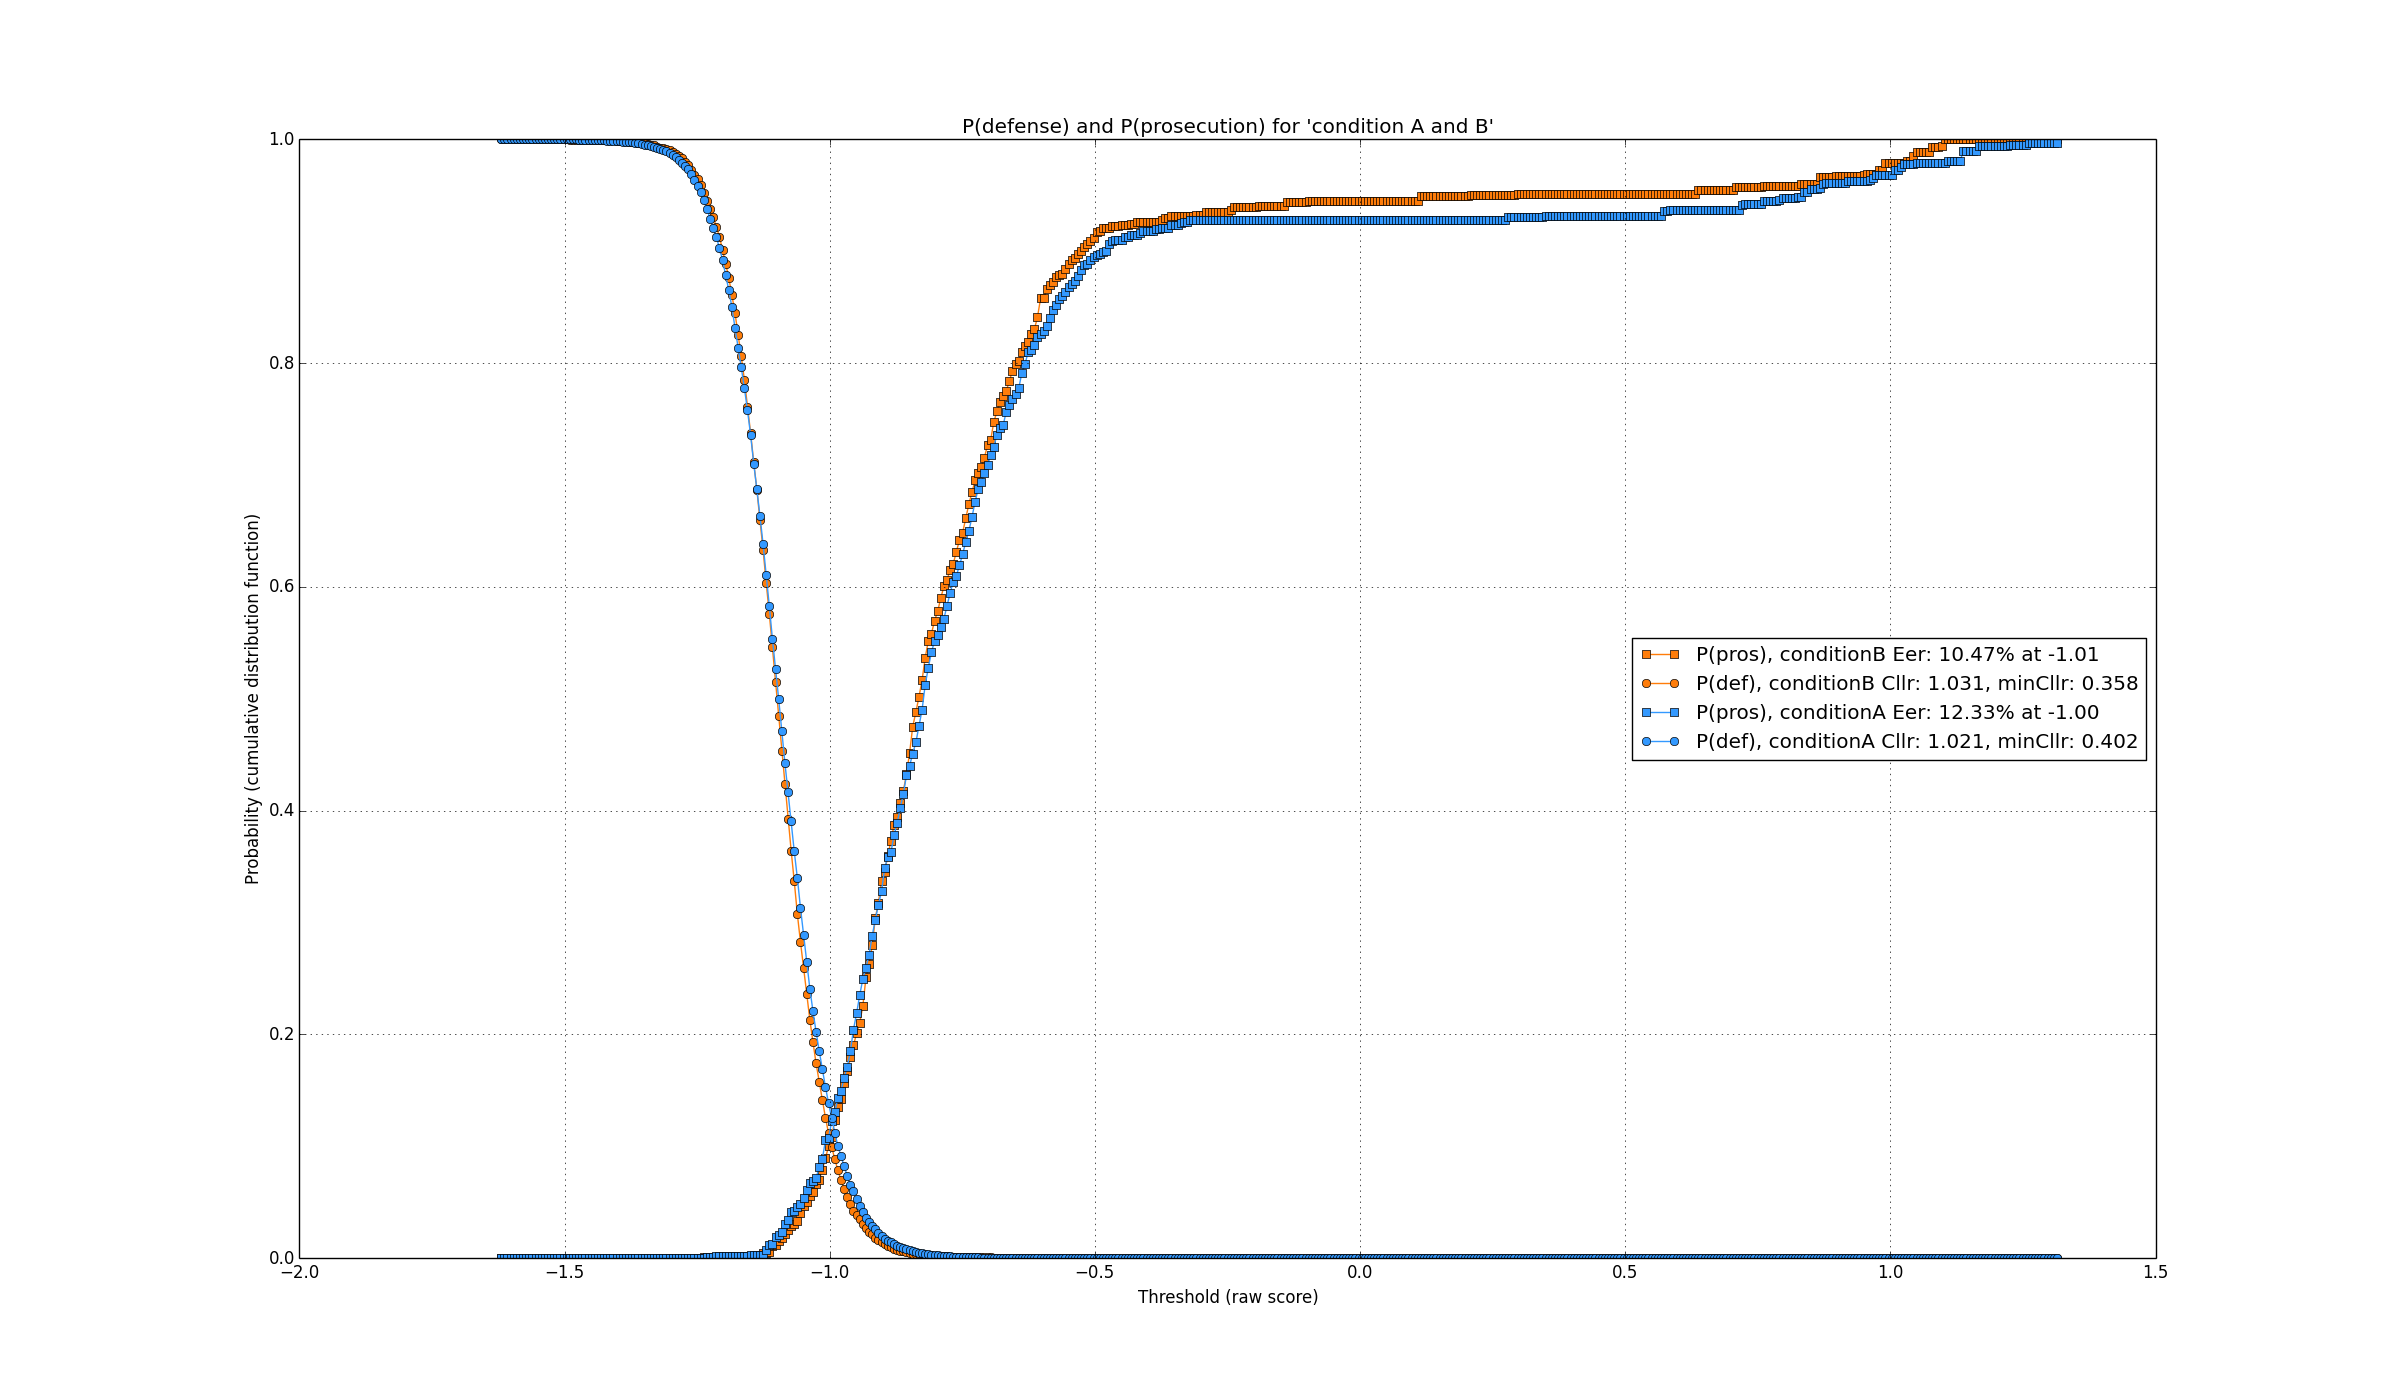 P(defense) and P(prosecution) for 'condition A and B'
1.0
0.8
0.6
0.4
0.2
0.0
Probability (cumulative distribution function)
P(pros), conditionB Eer: 10.47% at -1.01
P(def), conditionB Cllr: 1.031, minCllr: 0.358
P(pros), conditionA Eer: 12.33% at -1.00
P(def), conditionA Cllr: 1.021, minCllr: 0.402
−2.0 −1.5 −1.0 −0.5 0.0 0.5 1.0 1.5
Threshold (raw score)